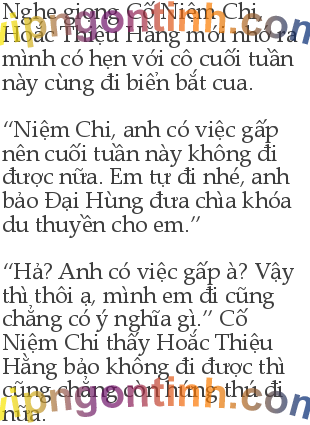 Nghe giọng Cố Niệm Chi,
Hoắc Thiệu Hằng mới nhớ ra
mình có hẹn với cô cuối tuần
này cùng đi biển bắt cua.
“Niệm Chi, anh có việc gấp
nên cuối tuần này không đi
được nữa. Em tự đi nhé, anh
bảo Đại Hùng đưa chìa khóa
du thuyền cho em.”
“Hả? Anh có việc gấp à? Vậy
thì thôi ạ, mình em đi cũng
chẳng có ý nghĩa gì.” Cố
Niệm Chi thấy Hoắc Thiệu
Hằng bảo không đi được thì
cũng chẳng còn hứng thú đi
nữa.
vipngontinh.com
vipngontinh.com